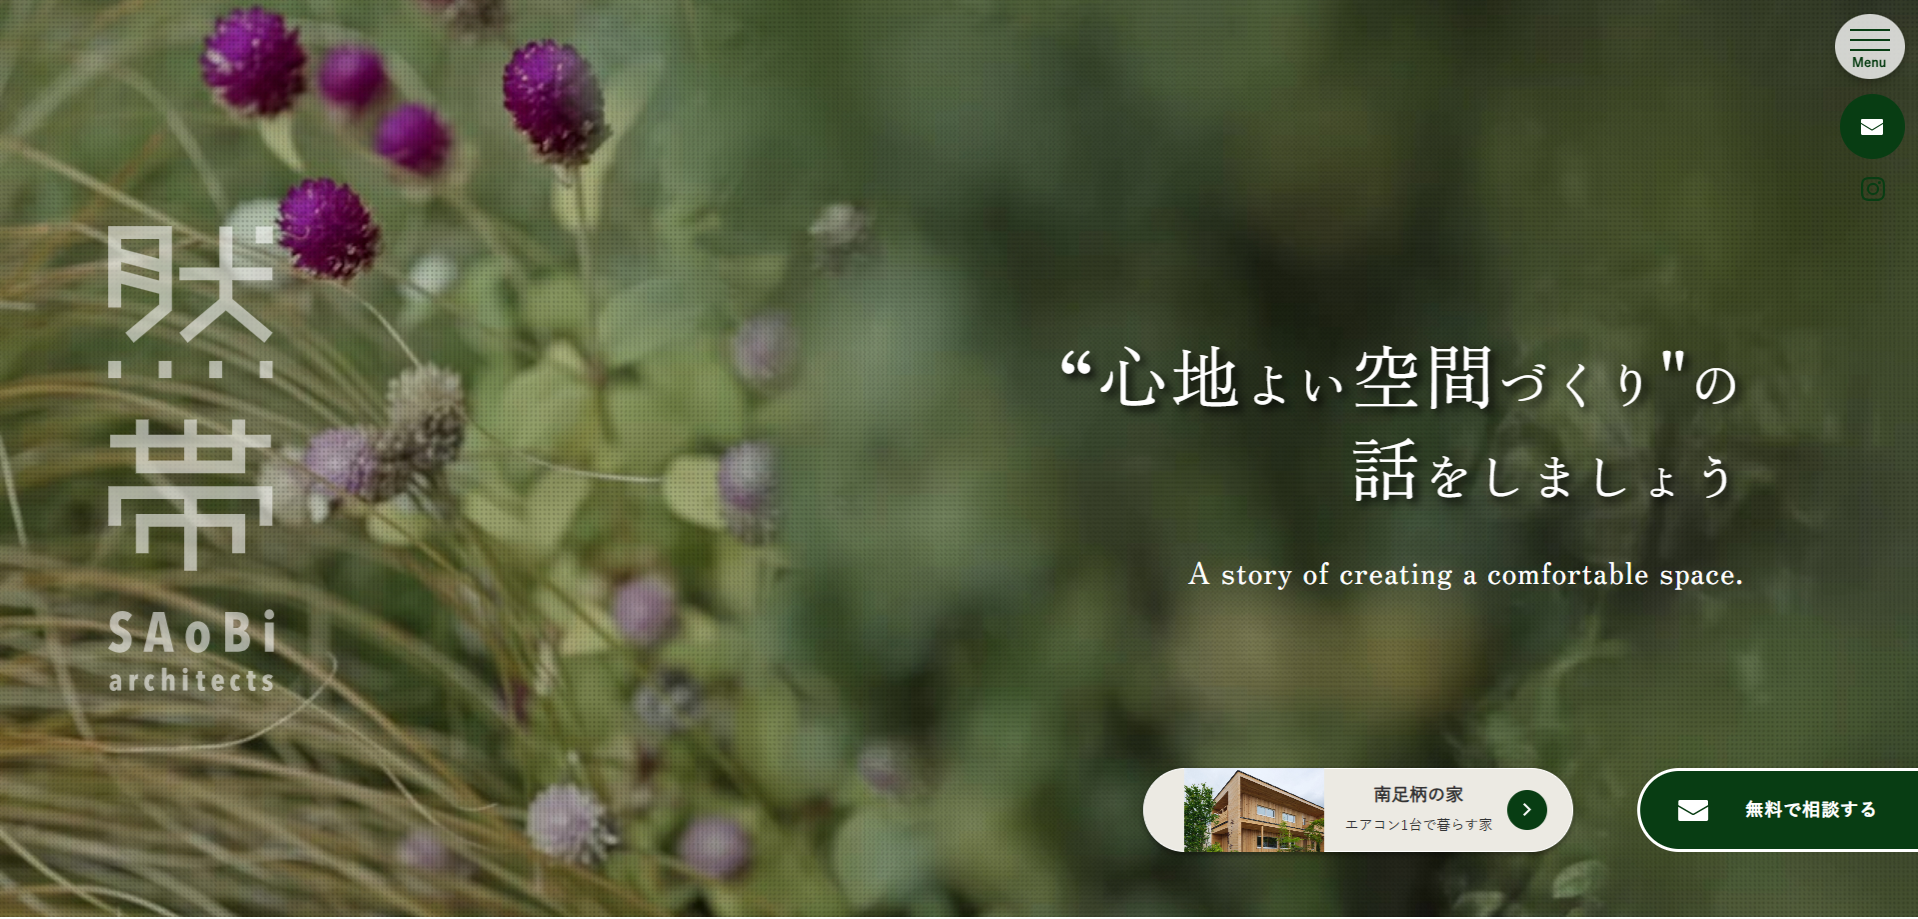 Menu
然
帯
SAoBi
architects
“心地よい空間づくり"の
話をしましょう
A story of creating a comfortable space.
南足柄の家
エアコン1台で暮らす家
無料で相談する